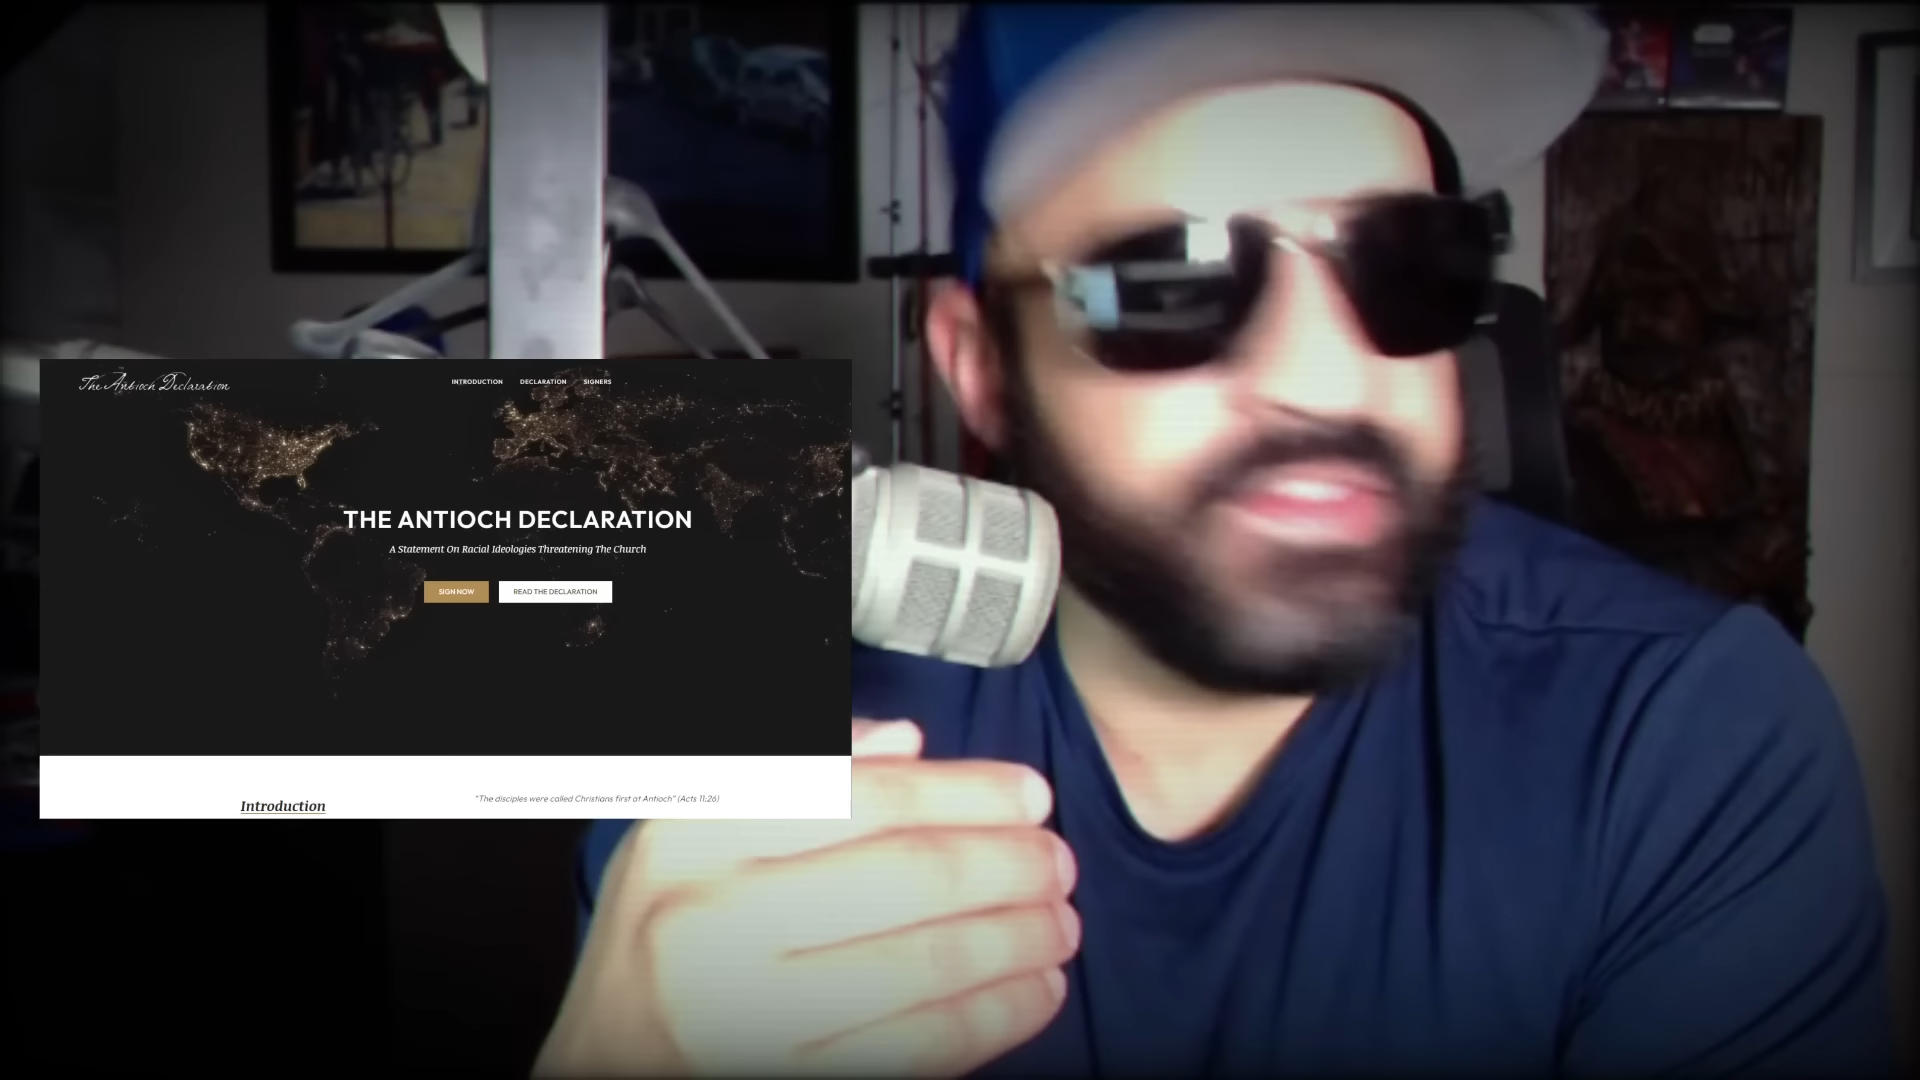 The Antioch Declaration
INTRODUCTION DECLARATION SIGNERS
THE ANTIOCH DECLARATION
A Statement On Racial Ideologies Threatening The Church
SIGN NOW READ THE DECLARATION
Introduction
"The disciples were called Christians first at Antioch" (Acts 11:26)